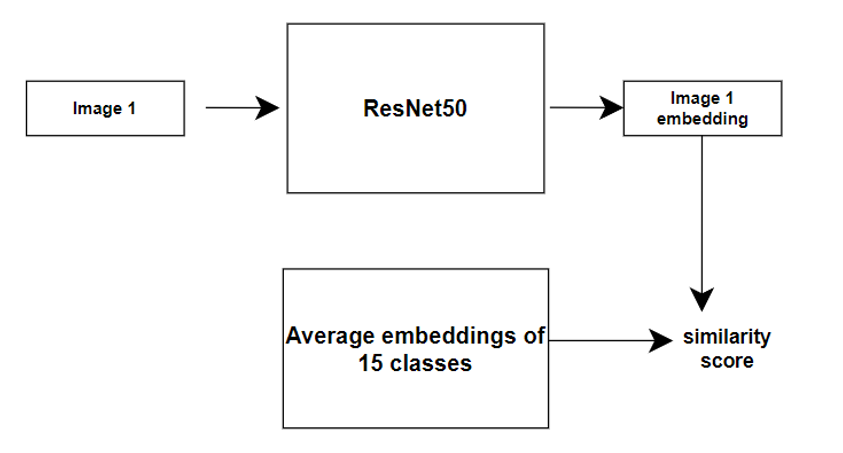 Image 1
ResNet50
Image 1
embedding
Average embeddings of
15 classes
similarity
score